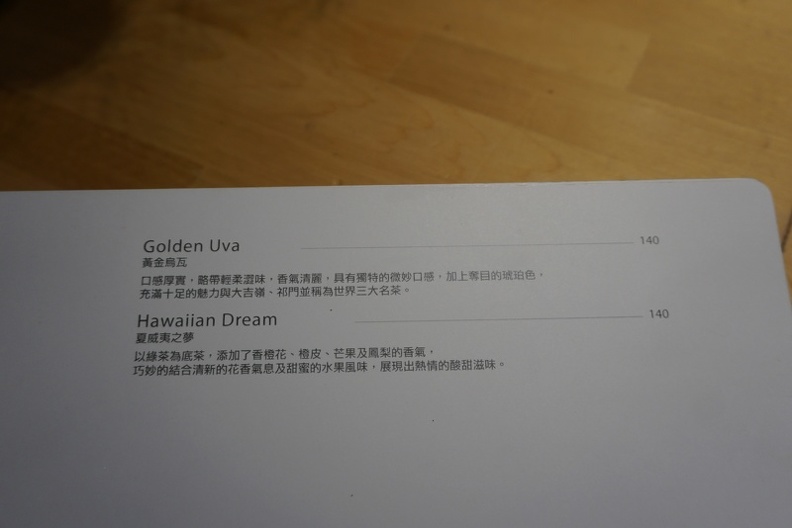 Golden Uva 140
黃金烏瓦
口感厚實，略帶輕柔澀味，香氣清麗，具有獨特的微妙口感，加上奪目的琥珀色，
充滿十足的魅力與大吉嶺、祁門並稱為世界三大名茶。
Hawaiian Dream 140
夏威夷之夢
以綠茶為底茶，添加了香橙花、橙皮、芒果及鳳梨的香氣，
巧妙的結合清新的花香氣息及甜蜜的水果風味，展現出熱情的酸甜滋味。